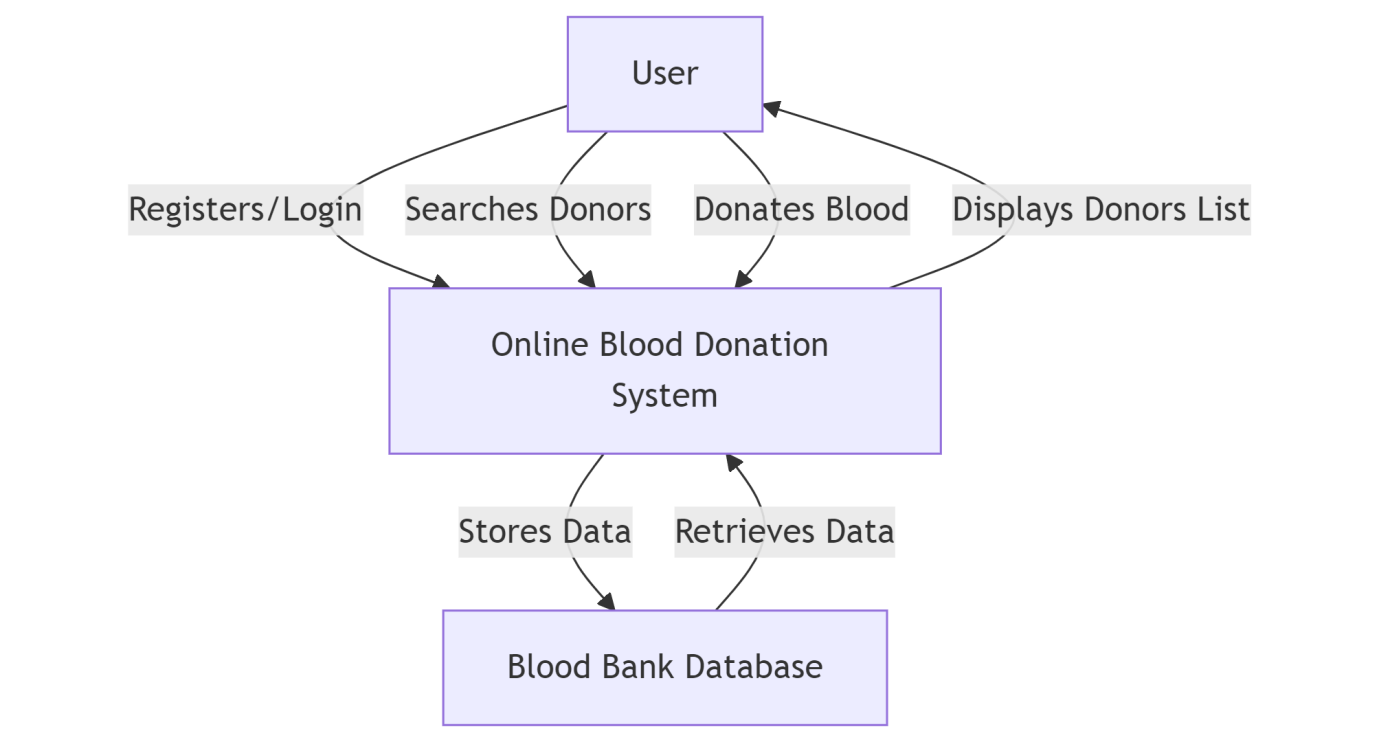 User
Registers/Login
Searches Donors
Donates Blood
Displays Donors List
Online Blood Donation
System
Stores Data
Retrieves Data
Blood Bank Database